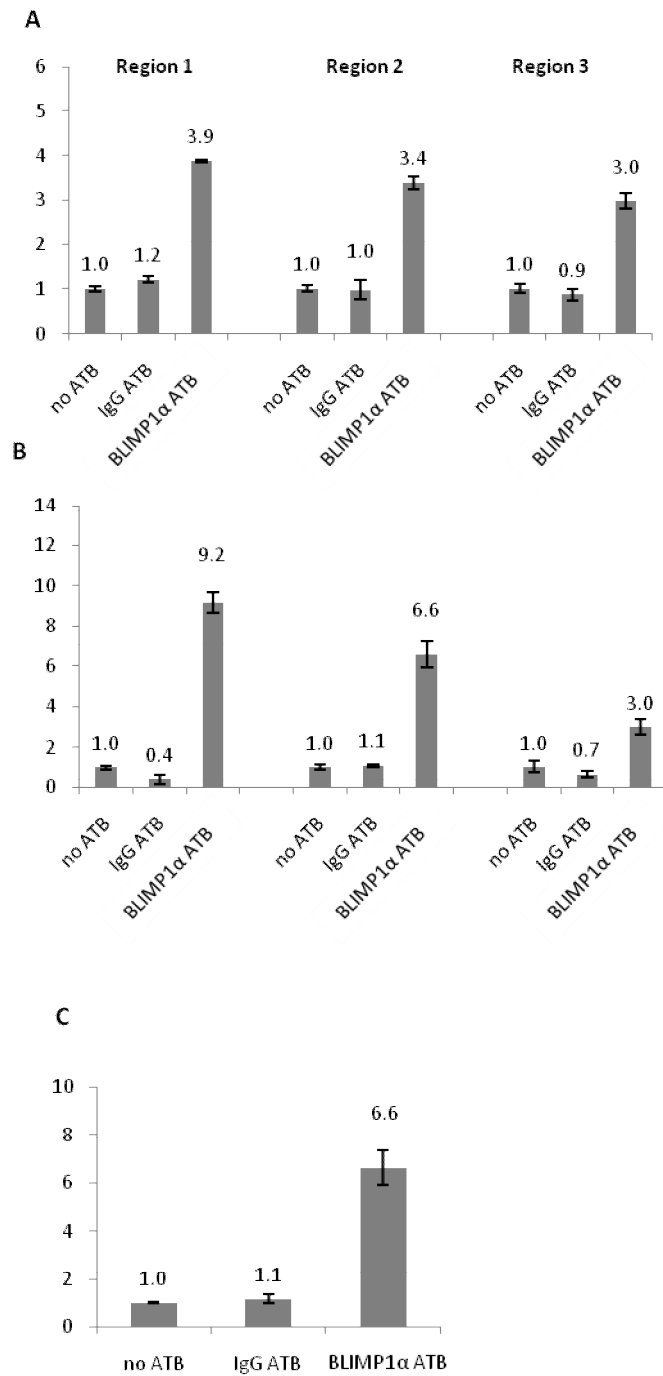 A
Region 1 Region 2 Region 3
6
5
4
3
2
1
0
1.0 1.2 3.9 1.0 1.0 3.4 1.0 0.9 3.0
no ATB IgG ATB BLIMP1α ATB no ATB IgG ATB BLIMP1α ATB no ATB IgG ATB BLIMP1α ATB
B
14
12
10
8
6
4
2
0
1.0 0.4 9.2 1.0 1.1 6.6 1.0 0.7 3.0
no ATB IgG ATB BLIMP1α ATB no ATB IgG ATB BLIMP1α ATB no ATB IgG ATB BLIMP1α ATB
C
10
8
6
4
2
0
1.0 1.1 6.6
no ATB IgG ATB BLIMP1α ATB